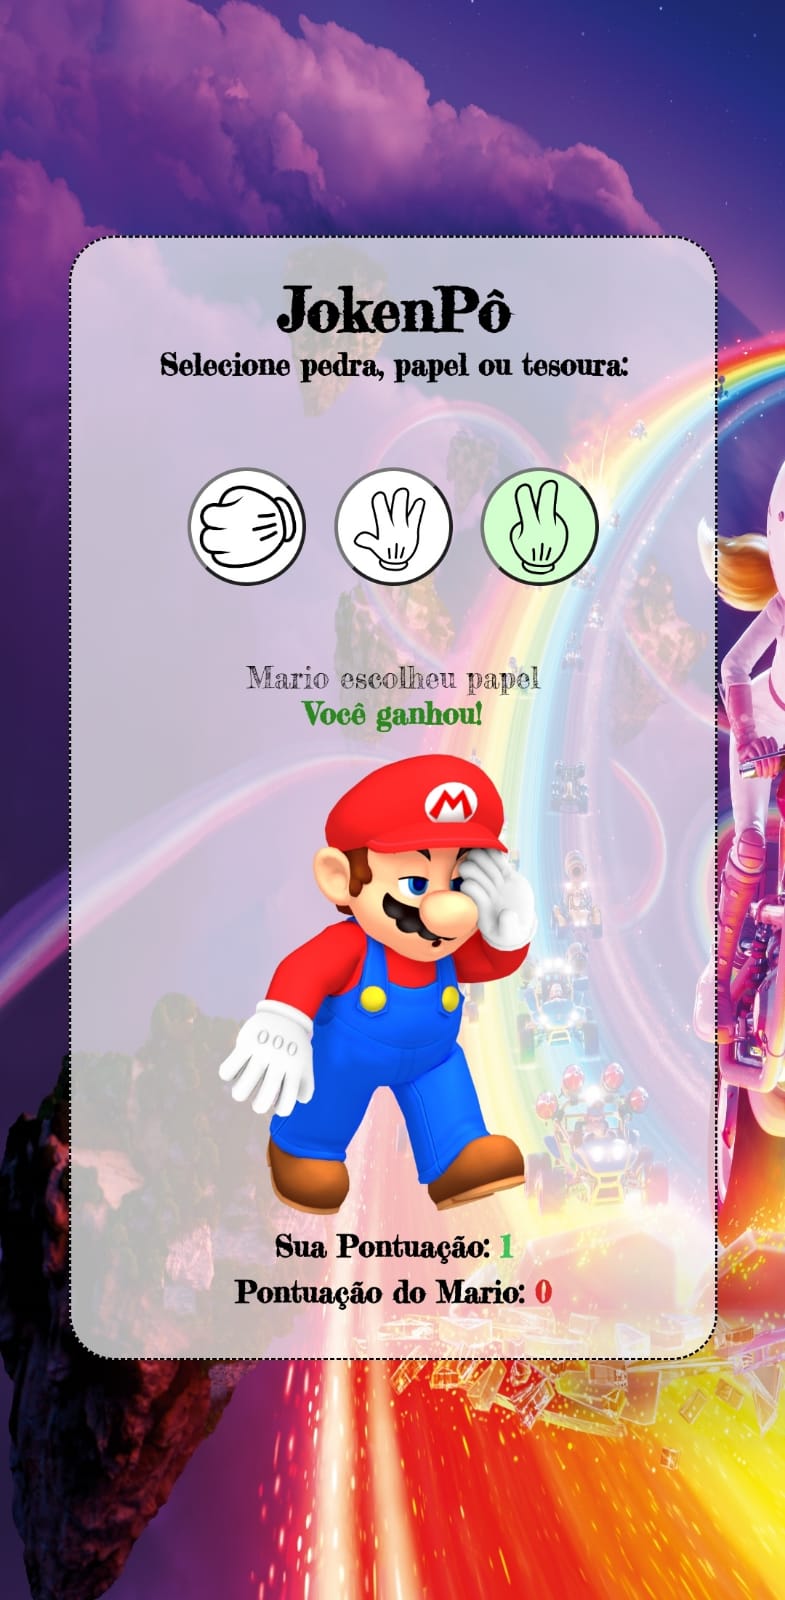 JokenPô
Selecione pedra, papel ou tesoura:
Mario escolheu papel
Você ganhou!
M
Sua Pontuação: 1
Pontuação do Mario: 0